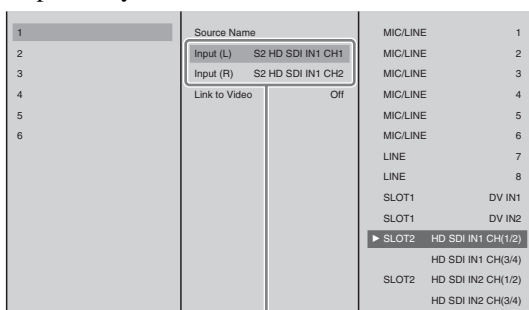 1
2
3
4
5
6
Source Name
Input (L) S2 HD SDI IN1 CH1
Input (R) S2 HD SDI IN1 CH2
Link to Video Off
MIC/LINE 1
MIC/LINE 2
MIC/LINE 3
MIC/LINE 4
MIC/LINE 5
MIC/LINE 6
LINE 7
LINE 8
SLOT1 DV IN1
SLOT1 DV IN2
▶ SLOT2 HD SDI IN1 CH(1/2)
HD SDI IN1 CH(3/4)
SLOT2 HD SDI IN2 CH(1/2)
HD SDI IN2 CH(3/4)